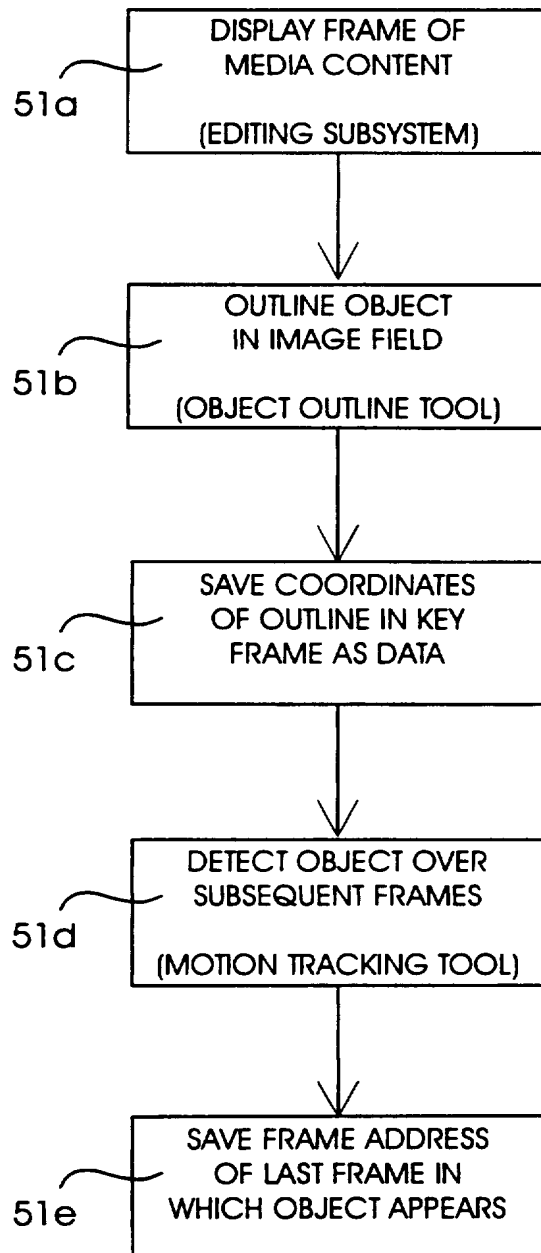 DISPLAY FRAME OF
MEDIA CONTENT
(EDITING SUBSYSTEM)
51a
OUTLINE OBJECT
IN IMAGE FIELD
(OBJECT OUTLINE TOOL)
51b
SAVE COORDINATES
OF OUTLINE IN KEY
FRAME AS DATA
51c
DETECT OBJECT OVER
SUBSEQUENT FRAMES
(MOTION TRACKING TOOL)
51d
SAVE FRAME ADDRESS
OF LAST FRAME IN
WHICH OBJECT APPEARS
51e